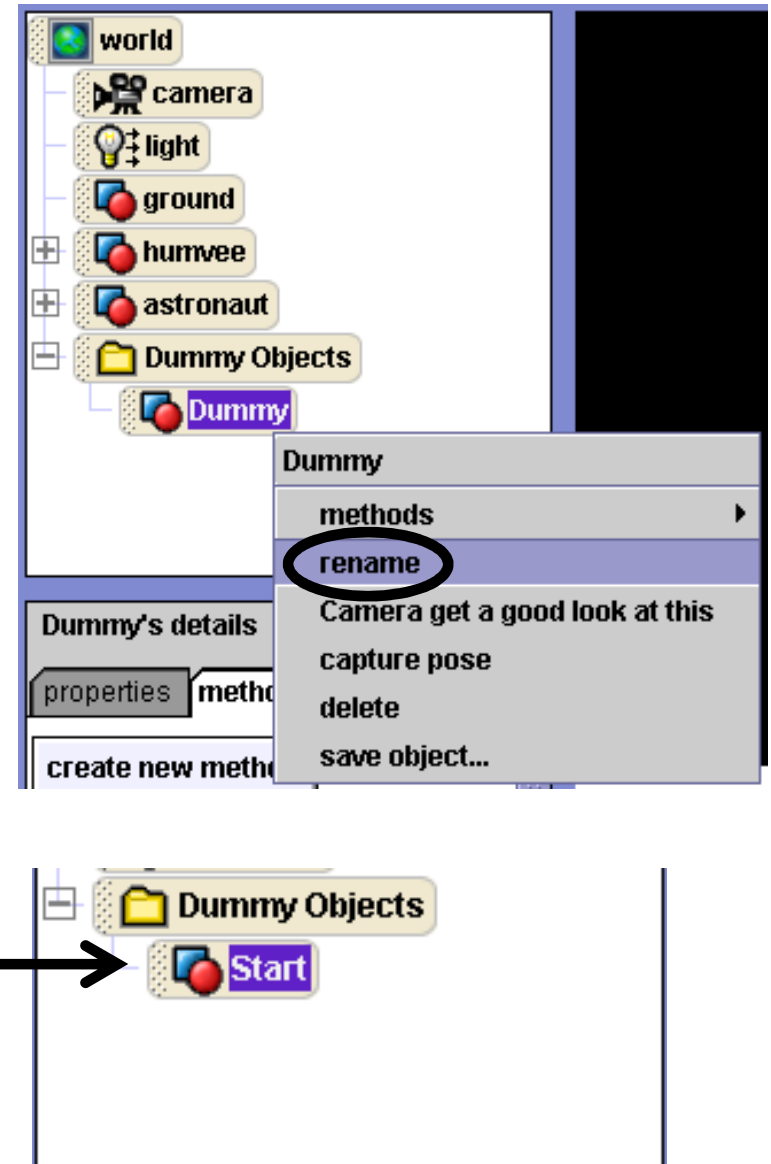 world
camera
light
ground
humvee
astronaut
Dummy Objects
Dummy
Dummy
methods
rename
Camera get a good look at this
capture pose
delete
save object...
Dummy's details
properties
create new
Dummy Objects
Start